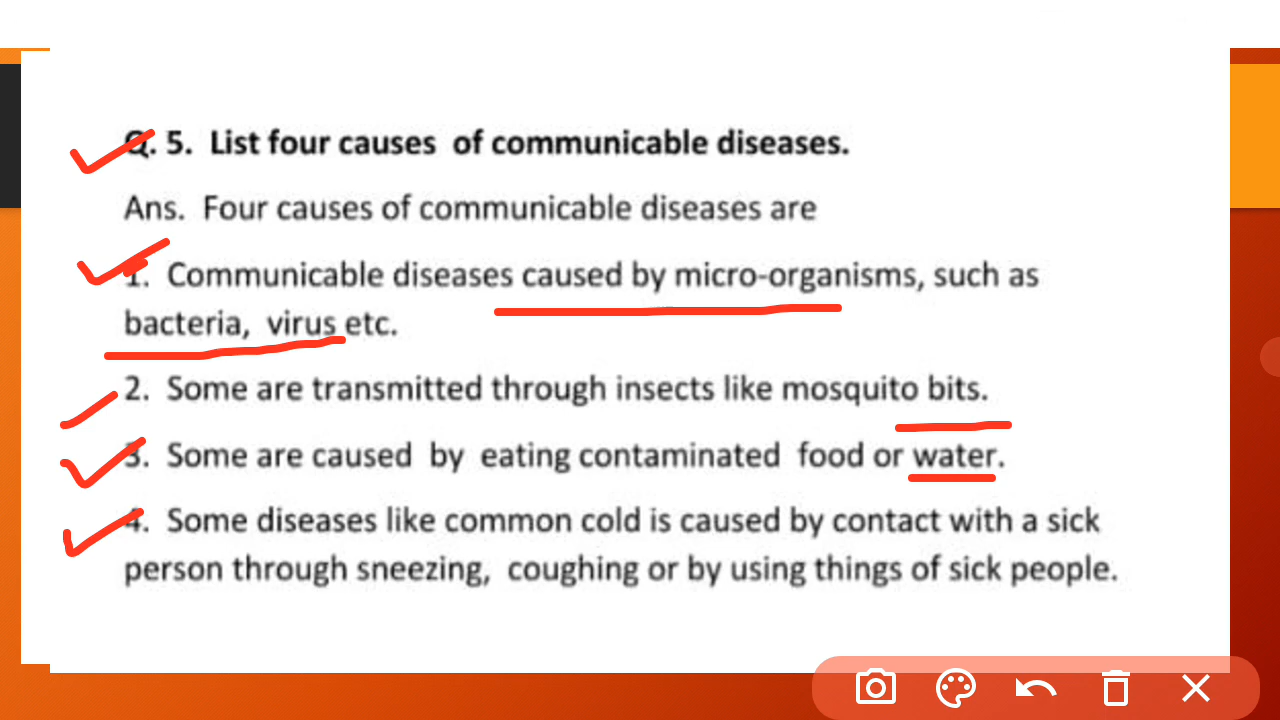 Q. 5. List four causes of communicable diseases.
Ans. Four causes of communicable diseases are
1. Communicable diseases caused by micro-organisms, such as
bacteria, virus etc.
2. Some are transmitted through insects like mosquito bits.
3. Some are caused by eating contaminated food or water.
4. Some diseases like common cold is caused by contact with a sick
person through sneezing, coughing or by using things of sick people.